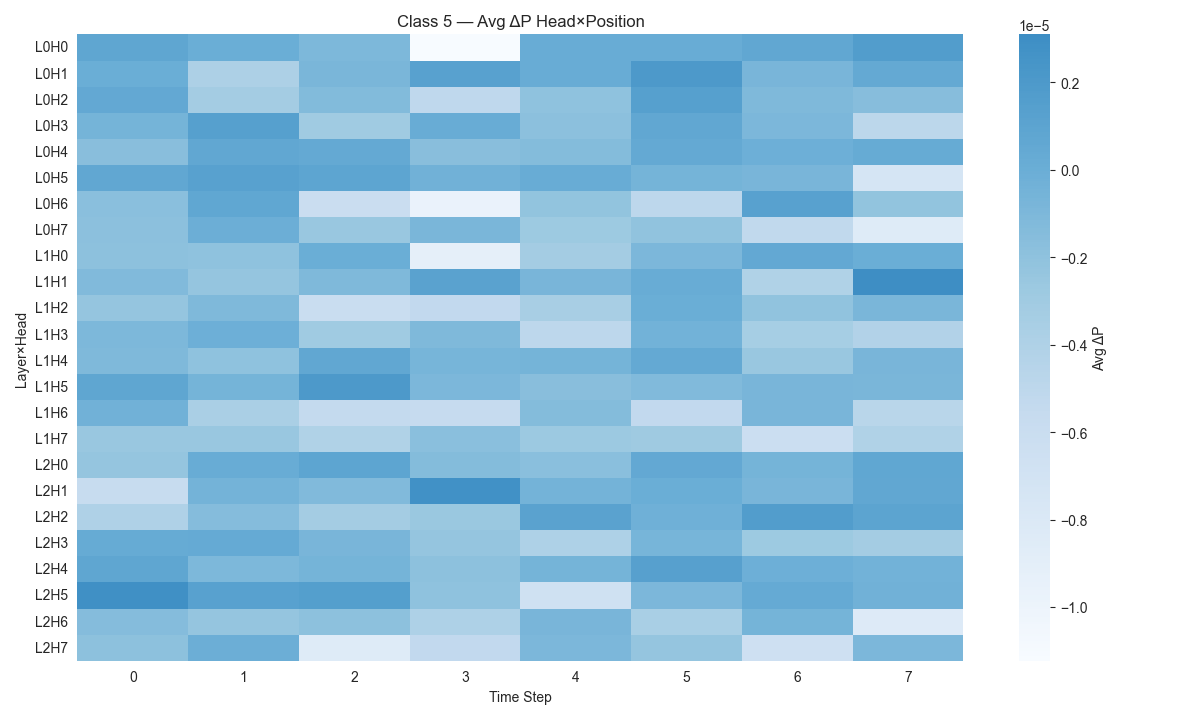 Class 5 — Avg ΔP Head×Position
1e−5
L0H0
L0H1
L0H2
L0H3
L0H4
L0H5
L0H6
L0H7
L1H0
L1H1
L1H2
L1H3
L1H4
L1H5
L1H6
L1H7
L2H0
L2H1
L2H2
L2H3
L2H4
L2H5
L2H6
L2H7
Layer×Head
0 1 2 3 4 5 6 7
Time Step
0.2
0.0
−0.2
−0.4
−0.6
−0.8
−1.0
Avg ΔP